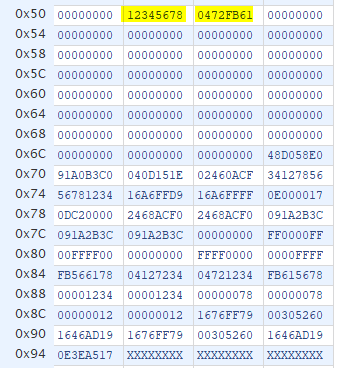 0x50 00000000 12345678 0472FB61 00000000
0x54 00000000 00000000 00000000 00000000
0x58 00000000 00000000 00000000 00000000
0x5C 00000000 00000000 00000000 00000000
0x60 00000000 00000000 00000000 00000000
0x64 00000000 00000000 00000000 00000000
0x68 00000000 00000000 00000000 00000000
0x6C 00000000 00000000 00000000 48D058E0
0x70 91A0B3C0 040D151E 02460ACF 34127856
0x74 56781234 16A6FFD9 16A6FFFF 0E000017
0x78 0DC20000 2468ACF0 2468ACF0 091A2B3C
0x7C 091A2B3C 091A2B3C 00000000 FF0000FF
0x80 00FFFF00 00000000 FFFF0000 0000FFFF
0x84 FB566178 04127234 04721234 FB615678
0x88 00001234 00001234 00000078 00000078
0x8C 00000012 00000012 1676FF79 00305260
0x90 1646AD19 1676FF79 00305260 1646AD19
0x94 0E3EA517 XXXXXXXX XXXXXXXX XXXXXXXX